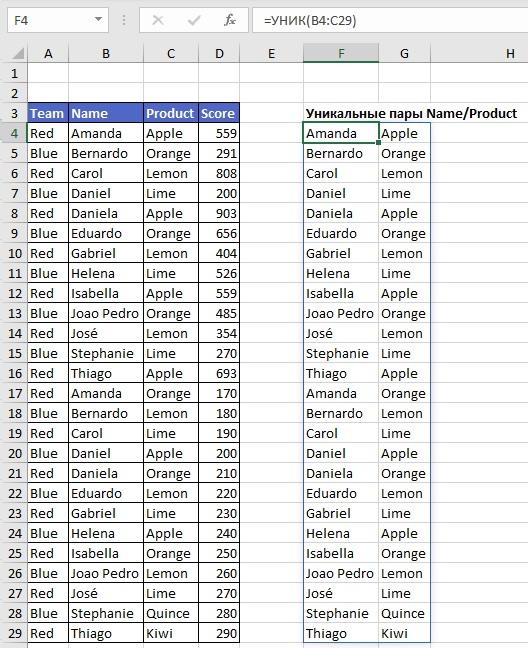 F4 fx =УНИК(B4:C29)
A B C D E F G H
1
2
3 Team Name Product Score Уникальные пары Name/Product
4 Red Amanda Apple 559 Amanda Apple
5 Blue Bernardo Orange 291 Bernardo Orange
6 Red Carol Lemon 808 Carol Lemon
7 Blue Daniel Lime 200 Daniel Lime
8 Red Daniela Apple 903 Daniela Apple
9 Blue Eduardo Orange 656 Eduardo Orange
10 Red Gabriel Lemon 404 Gabriel Lemon
11 Blue Helena Lime 526 Helena Lime
12 Red Isabella Apple 559 Isabella Apple
13 Blue Joao Pedro Orange 485 Joao Pedro Orange
14 Red José Lemon 354 José Lemon
15 Blue Stephanie Lime 270 Stephanie Lime
16 Red Thiago Apple 693 Thiago Apple
17 Red Amanda Orange 170 Amanda Orange
18 Blue Bernardo Lemon 180 Bernardo Lemon
19 Red Carol Lime 190 Carol Lime
20 Blue Daniel Apple 200 Daniel Apple
21 Red Daniela Orange 210 Daniela Orange
22 Blue Eduardo Lemon 220 Eduardo Lemon
23 Red Gabriel Lime 230 Gabriel Lime
24 Blue Helena Apple 240 Helena Apple
25 Red Isabella Orange 250 Isabella Orange
26 Blue Joao Pedro Lemon 260 Joao Pedro Lemon
27 Red José Lime 270 José Lime
28 Blue Stephanie Quince 280 Stephanie Quince
29 Red Thiago Kiwi 290 Thiago Kiwi